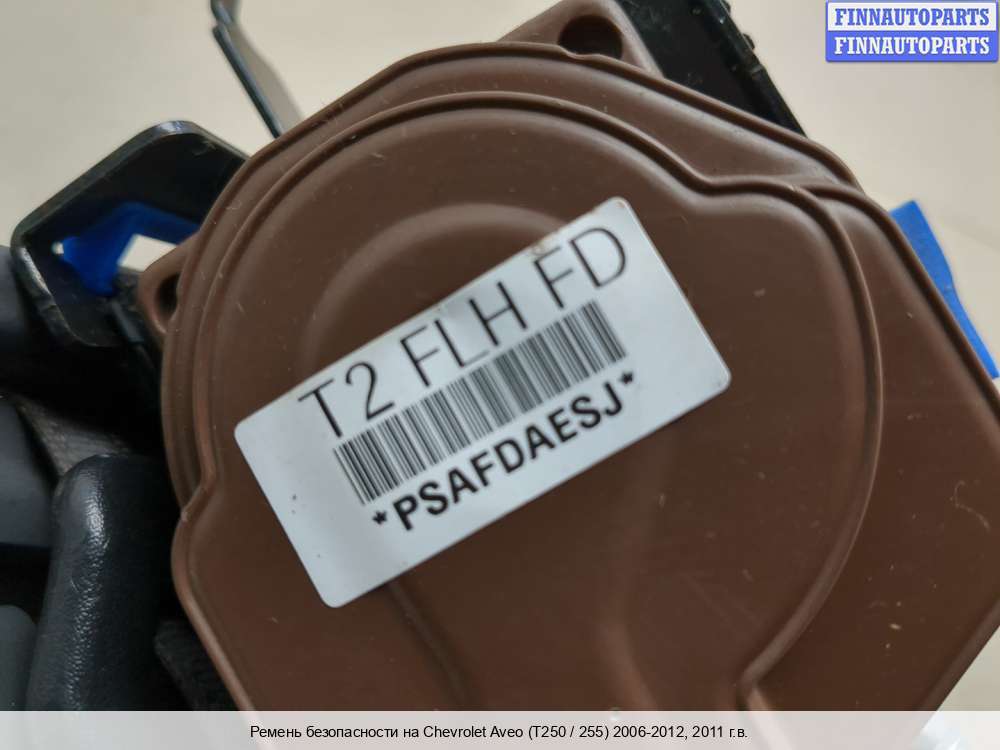 FINNAUTOPARTS
FINNAUTOPARTS
T2 FLH FD
*PSAFDAESJ*
Ремень безопасности на Chevrolet Aveo (T250 / 255) 2006-2012, 2011 г.в.